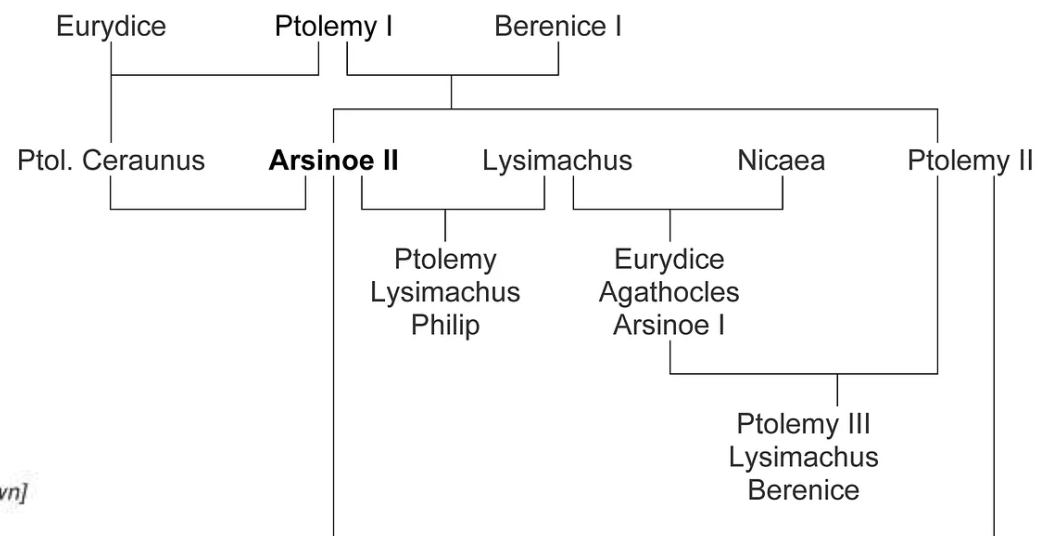 Eurydice Ptolemy I Berenice I
Ptol. Ceraunus Arsinoe II Lysimachus Nicaea Ptolemy II
Ptolemy Eurydice
Lysimachus Agathocles
Philip Arsinoe I
Ptolemy III
Lysimachus
Berenice
wn]